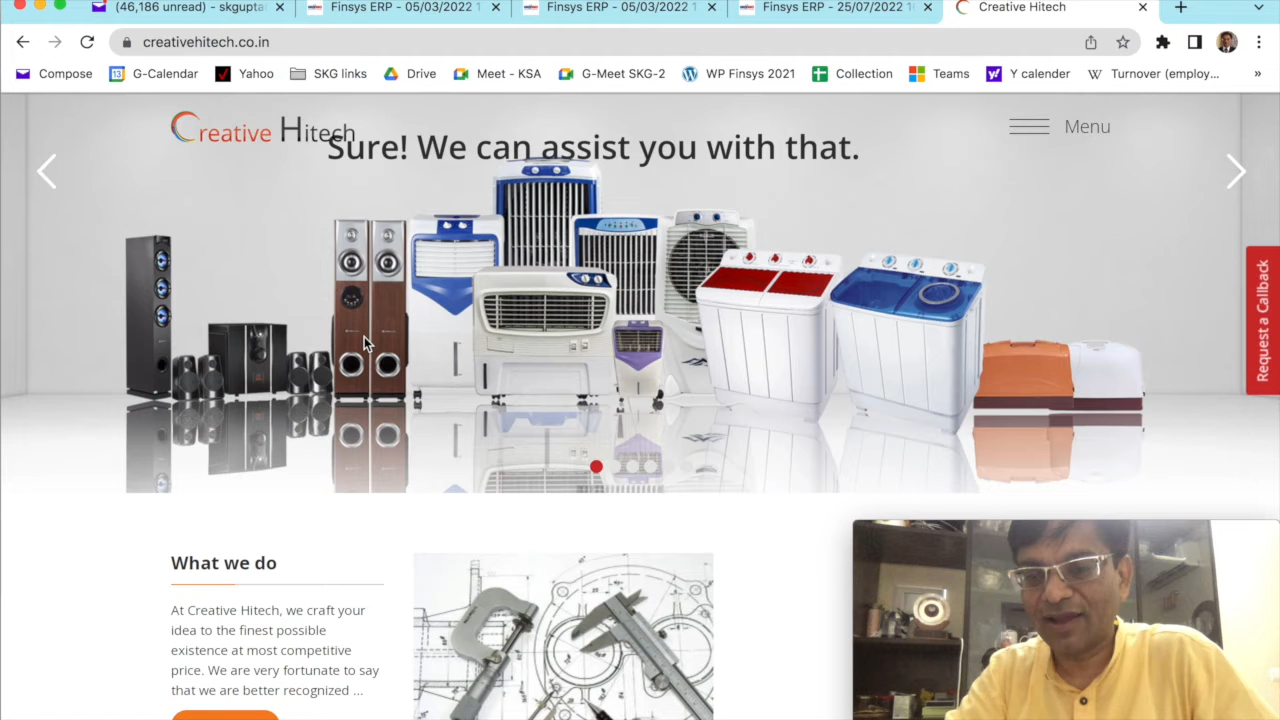 (46,186 unread) - skgupta
Finsys ERP - 05/03/2022 1
Finsys ERP - 05/03/2022 1
Finsys ERP - 25/07/2022 1
Creative Hitech
creativehitech.co.in
Compose
G-Calendar
Yahoo
SKG links
Drive
Meet - KSA
G-Meet SKG-2
WP Finsys 2021
Collection
Teams
Y calender
Turnover (employ...
»
Creative Hitech
Menu
Sure! We can assist you with that.
Request a Callback
What we do
At Creative Hitech, we craft your
idea to the finest possible
existence at most competitive
price. We are very fortunate to say
that we are better recognized ...